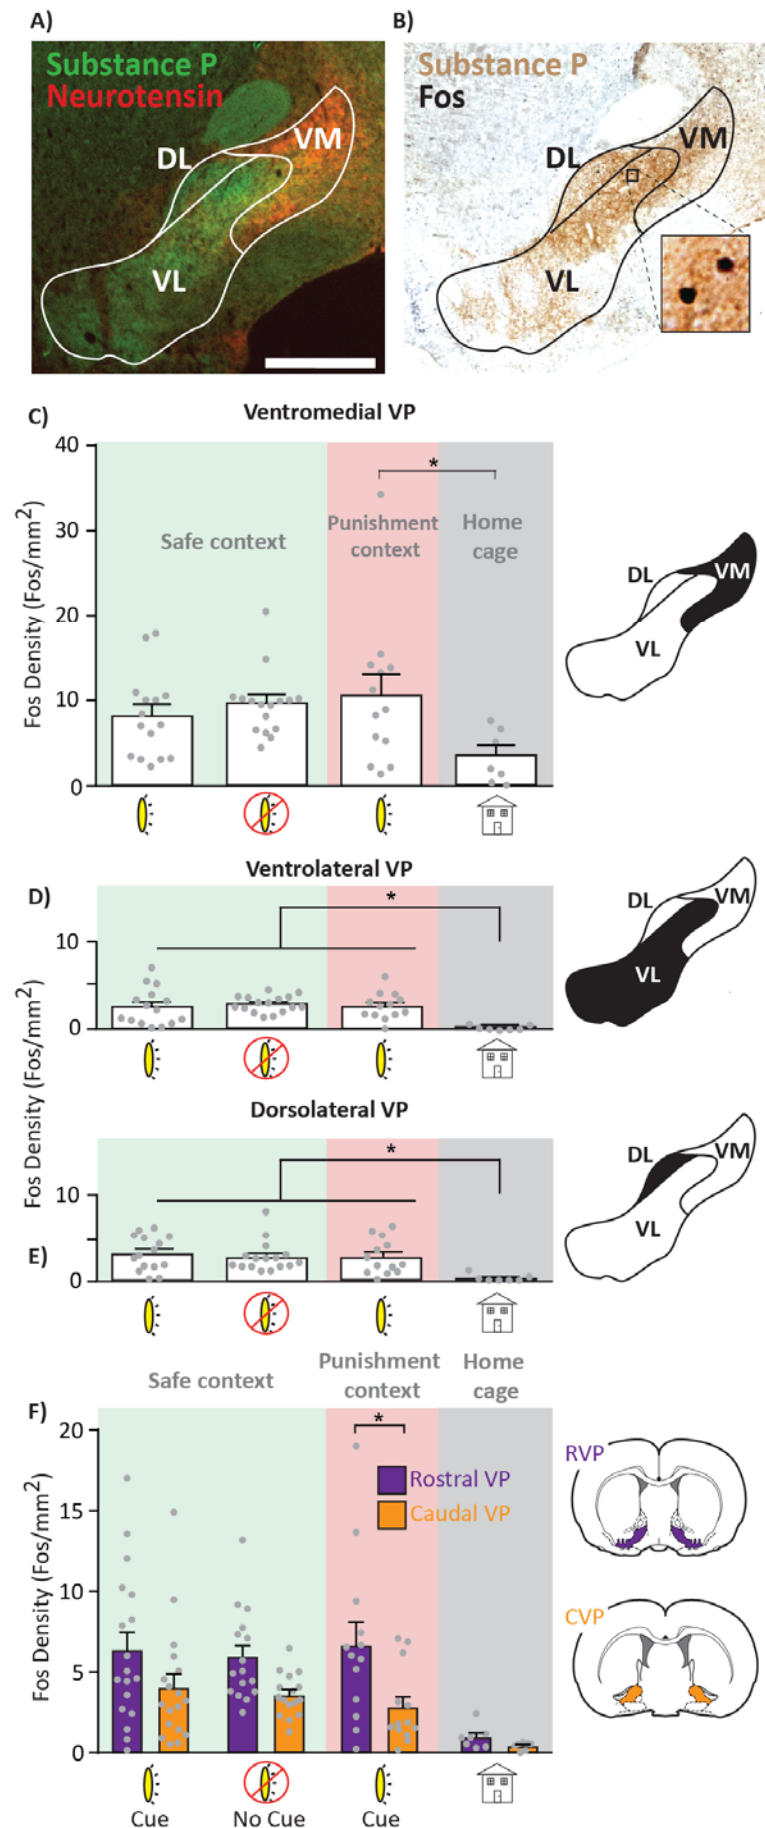 A)
Substance P
Neurotensin
DL
VM
VL
B)
Substance P
Fos
DL
VM
VL
C)
Ventromedial VP
Fos Density (Fos/mm²)
40
30
20
10
0
Safe context
Punishment
context
Home
cage
*
DL
VM
VL
D)
Ventrolateral VP
Fos Density (Fos/mm²)
10
0
*
DL
VM
VL
Dorsolateral VP
E)
10
0
*
DL
VM
VL
Safe context
Punishment
context
Home
cage
F)
Fos Density (Fos/mm²)
20
15
10
5
0
*
Rostral VP
Caudal VP
RVP
CVP
Cue
No Cue
Cue